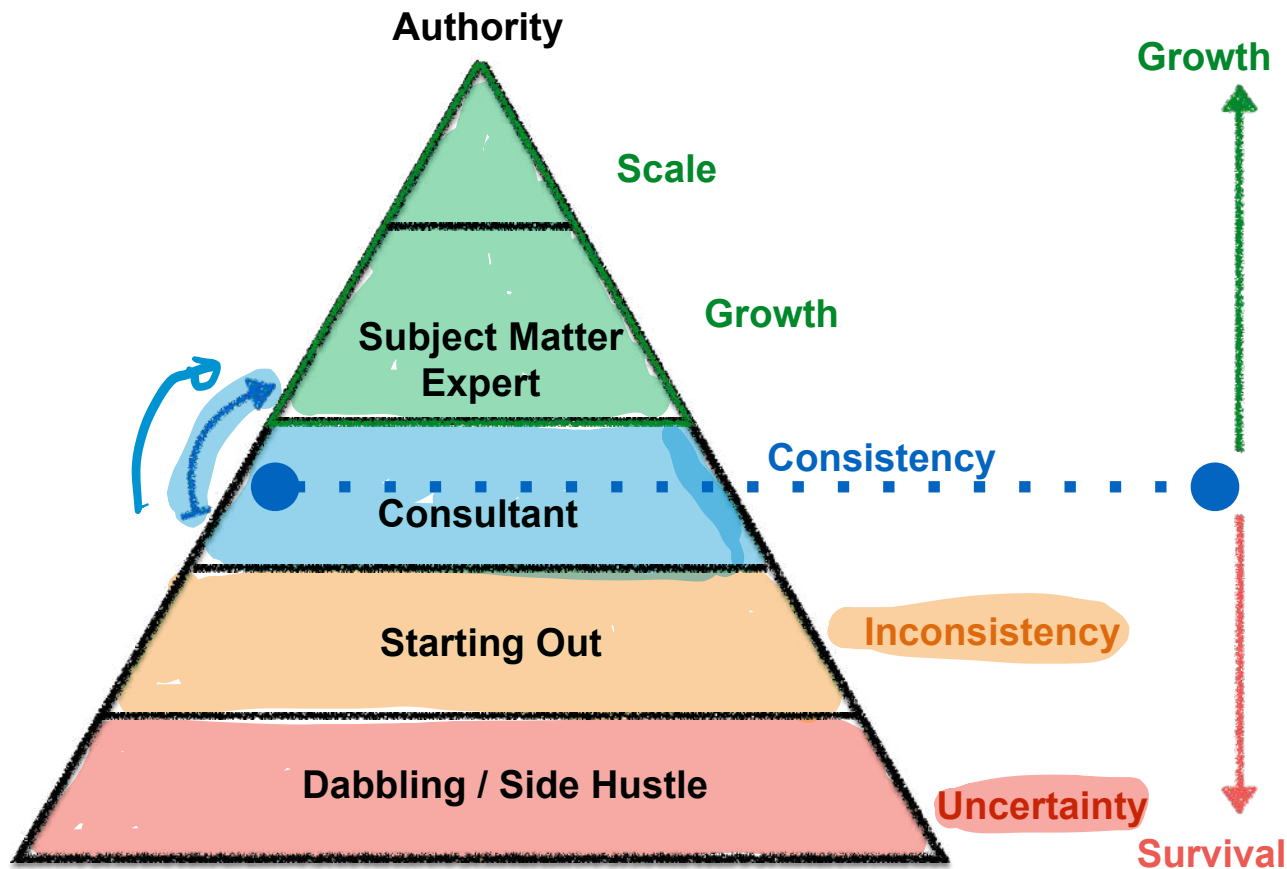 Authority
Growth
Scale
Growth
Subject Matter
Expert
Consistency
Consultant
Starting Out
Inconsistency
Dabbling / Side Hustle
Uncertainty
Survival